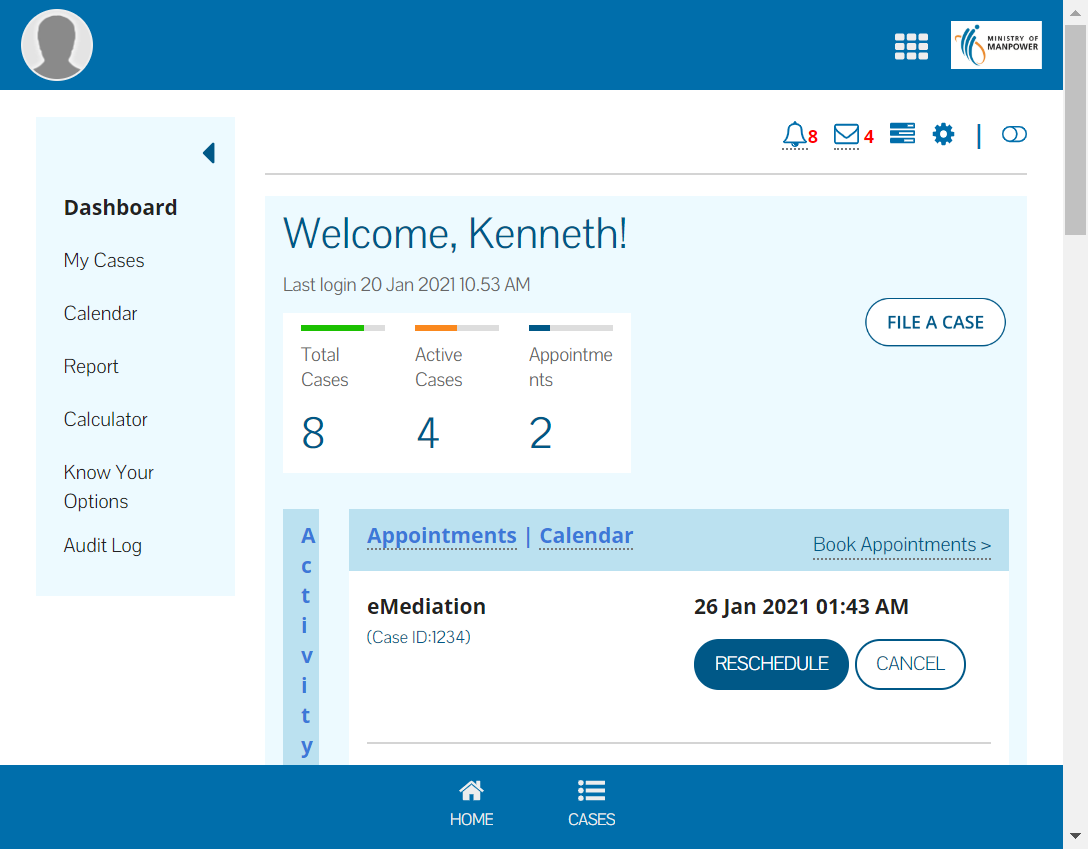 MINISTRY OF
MANPOWER
8
4
|
Dashboard
My Cases
Calendar
Report
Calculator
Know Your
Options
Audit Log
Welcome, Kenneth!
Last login 20 Jan 2021 10.53 AM
FILE A CASE
Total
Cases
8
Active
Cases
4
Appointme
nts
2
A
c
t
i
v
i
t
y
Appointments | Calendar
Book Appointments >
eMediation
(Case ID:1234)
26 Jan 2021 01:43 AM
RESCHEDULE
CANCEL
HOME
CASES